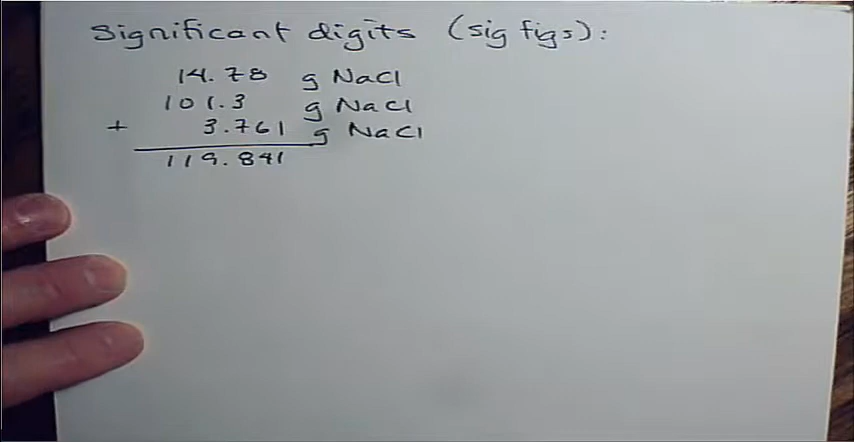 Significant digits (sig figs):
14.78 g NaCl
101.3 g NaCl
+ 3.761 g NaCl
119.841